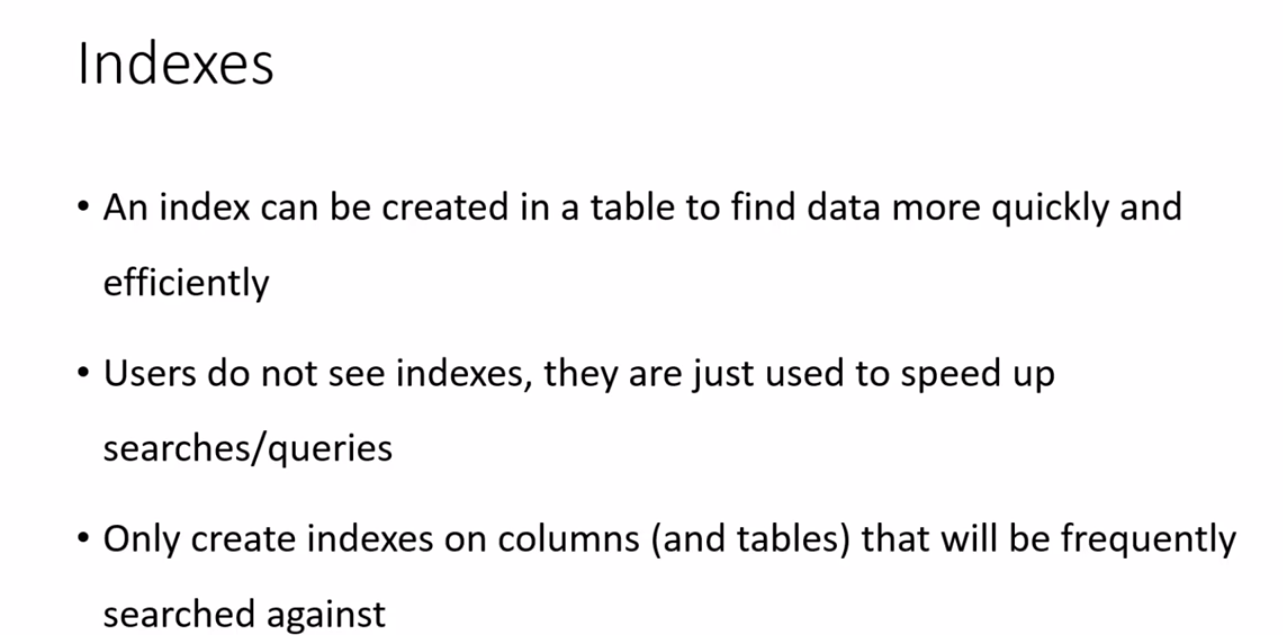 Indexes
• An index can be created in a table to find data more quickly and
efficiently
• Users do not see indexes, they are just used to speed up
searches/queries
• Only create indexes on columns (and tables) that will be frequently
searched against